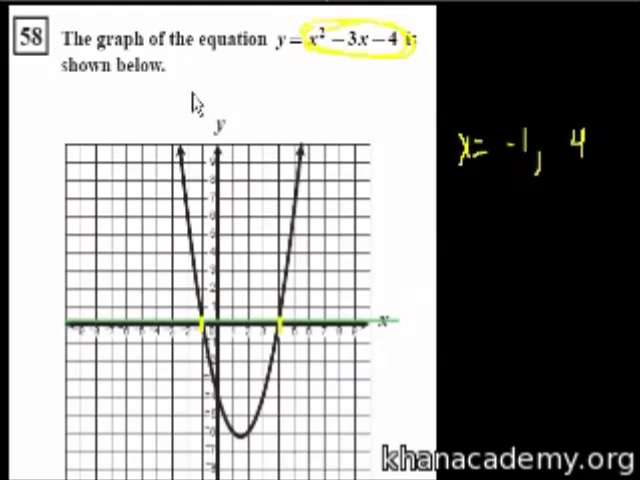 58 The graph of the equation y = x² − 3x − 4 is
shown below.
y
x = -1, 4
x
khanacademy.org